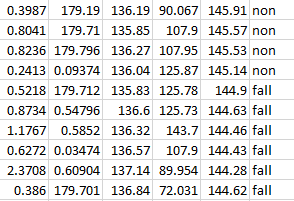 0.3987 179.19 136.19 90.067 145.91 non
0.8041 179.71 135.85 107.9 145.57 non
0.8236 179.796 136.27 107.95 145.53 non
0.2413 0.09374 136.04 125.87 145.14 non
0.5218 179.712 135.83 125.78 144.9 fall
0.8734 0.54796 136.6 125.73 144.63 fall
1.1767 0.5852 136.32 143.7 144.46 fall
0.6272 0.03474 136.57 107.9 144.43 fall
2.3708 0.60904 137.14 89.954 144.28 fall
0.386 179.701 136.84 72.031 144.62 fall